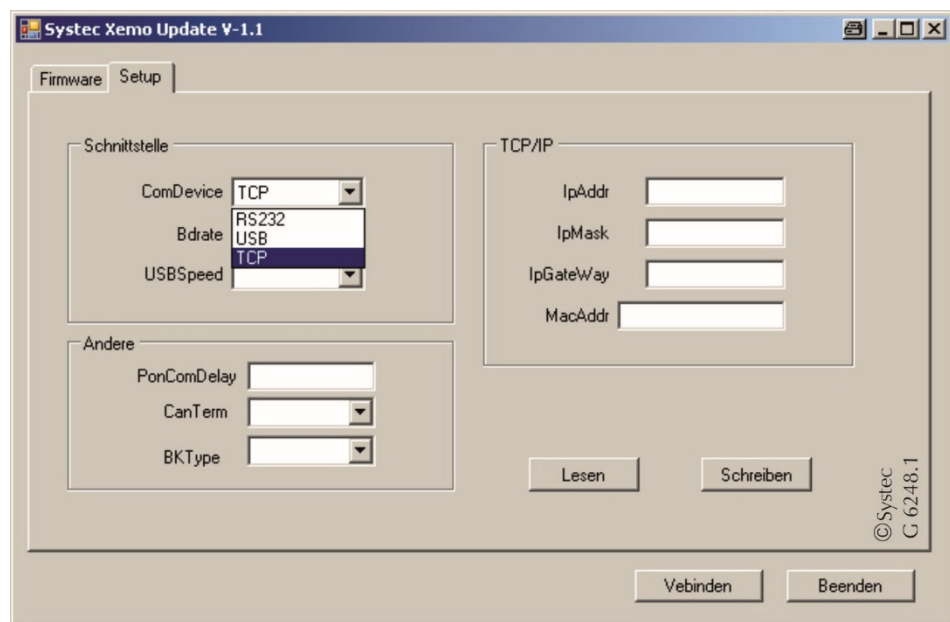 Systec Xemo Update V-1.1
Firmware
Setup
Schnittstelle
ComDevice TCP
RS232
Bdrate USB
TCP
USBSpeed
Andere
PonComDelay
CanTerm
BKType
TCP/IP
IpAddr
IpMask
IpGateWay
MacAddr
Lesen
Schreiben
©Systec
G 6248.1
Vebinden
Beenden